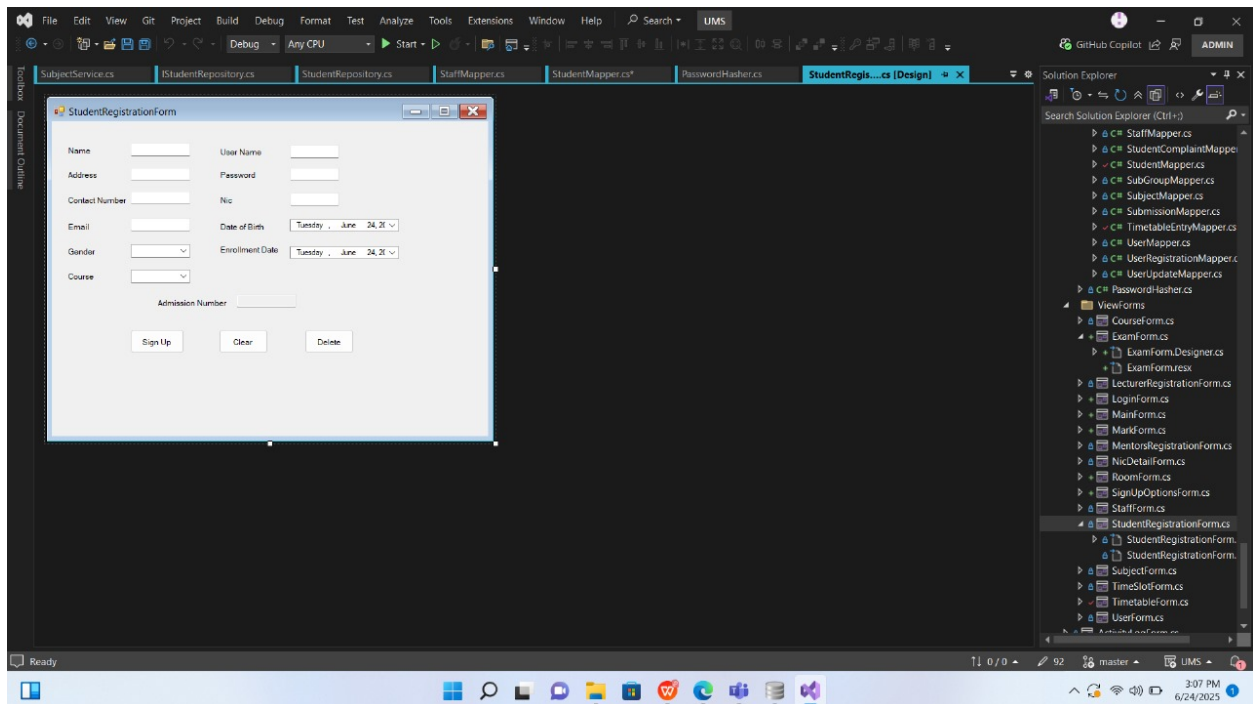 File Edit View Git Project Build Debug Format Test Analyze Tools Extensions Window Help Search UMS
Debug Any CPU Start GitHub Copilot ADMIN
Toolbox
Document Outline
SubjectService.cs IStudentRepository.cs StudentRepository.cs StaffMapper.cs StudentMapper.cs* PasswordHasher.cs StudentRegis....cs [Design]
StudentRegistrationForm
Name User Name
Address Password
Contact Number Nic
Email Date of Birth Tuesday , June 24, 20
Gender Enrollment Date Tuesday , June 24, 20
Course
Admission Number
Sign Up Clear Delete
Solution Explorer
Search Solution Explorer (Ctrl+;)
C# StaffMapper.cs
C# StudentComplaintMapper
C# StudentMapper.cs
C# SubGroupMapper.cs
C# SubjectMapper.cs
C# SubmissionMapper.cs
C# TimetableEntryMapper.cs
C# UserMapper.cs
C# UserRegistrationMapper.c
C# UserUpdateMapper.cs
C# PasswordHasher.cs
ViewForms
CourseForm.cs
ExamForm.cs
ExamForm.Designer.cs
ExamForm.resx
LecturerRegistrationForm.cs
LoginForm.cs
MainForm.cs
MarkForm.cs
MentorsRegistrationForm.cs
NicDetailForm.cs
RoomForm.cs
SignUpOptionsForm.cs
StaffForm.cs
StudentRegistrationForm.cs
StudentRegistrationForm.
StudentRegistrationForm.
SubjectForm.cs
TimeSlotForm.cs
TimetableForm.cs
UserForm.cs
Ready 0 / 0 92 master UMS
3:07 PM
6/24/2025